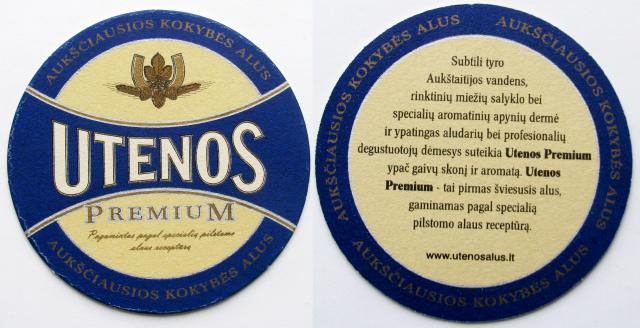 AUKŠČIAUSIOS KOKYBĖS ALUS
UTENOS
PREMIUM
Pagamintas pagal specialią pilstomo
alaus receptūrą
AUKŠČIAUSIOS KOKYBĖS ALUS
AUKŠČIAUSIOS KOKYBĖS ALUS
AUKŠČIAUSIOS KOKYBĖS ALUS
AUKŠČIAUSIOS KOKYBĖS ALUS
Subtili tyro
Aukštaitijos vandens,
rinktinių miežių salyklo bei
specialių aromatinių apynių dermė
ir ypatingas aludarių bei profesionalių
degustuotojų dėmesys suteikia Utenos Premium
ypač gaivų skonį ir aromatą. Utenos
Premium - tai pirmas šviesusis alus,
gaminamas pagal specialią
pilstomo alaus receptūrą.
www.utenosalus.lt